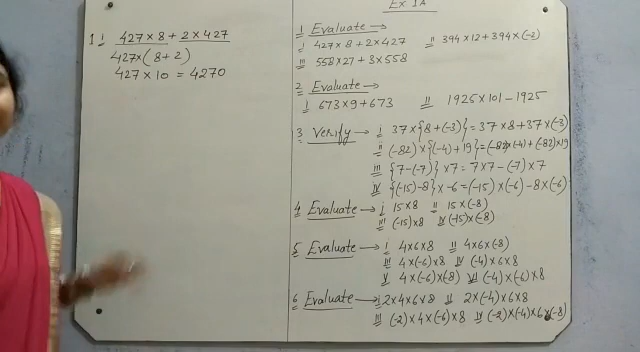 1 i 427×8 + 2×427
427×(8+2)
427×10 = 4270
Ex 1A
1 Evaluate →
i 427×8+2×427 ii 394×12+394×(-2)
iii 558×27+3×558
2 Evaluate →
i 673×9+673 ii 1925×101-1925
3 Verify → i 37×{8+(-3)}=37×8+37×(-3)
ii (-82)×{(-4)+19}=(-82)×(-4)+(-82)×19
iii {7-(-7)}×7=7×7-(-7)×7
iv {(-15)-8}×-6=(-15)×(-6)-8×(-6)
4 Evaluate → i 15×8 ii 15×(-8)
iii (-15)×8 iv (-15)×(-8)
5 Evaluate → i 4×6×8 ii 4×6×(-8)
iii 4×(-6)×8 iv (-4)×6×8
v 4×(-6)×(-8) vi (-4)×(-6)×8
6 Evaluate → i 2×4×6×8 ii 2×(-4)×6×8
iii (-2)×4×(-6)×8 iv (-2)×(-4)×6×(-8)